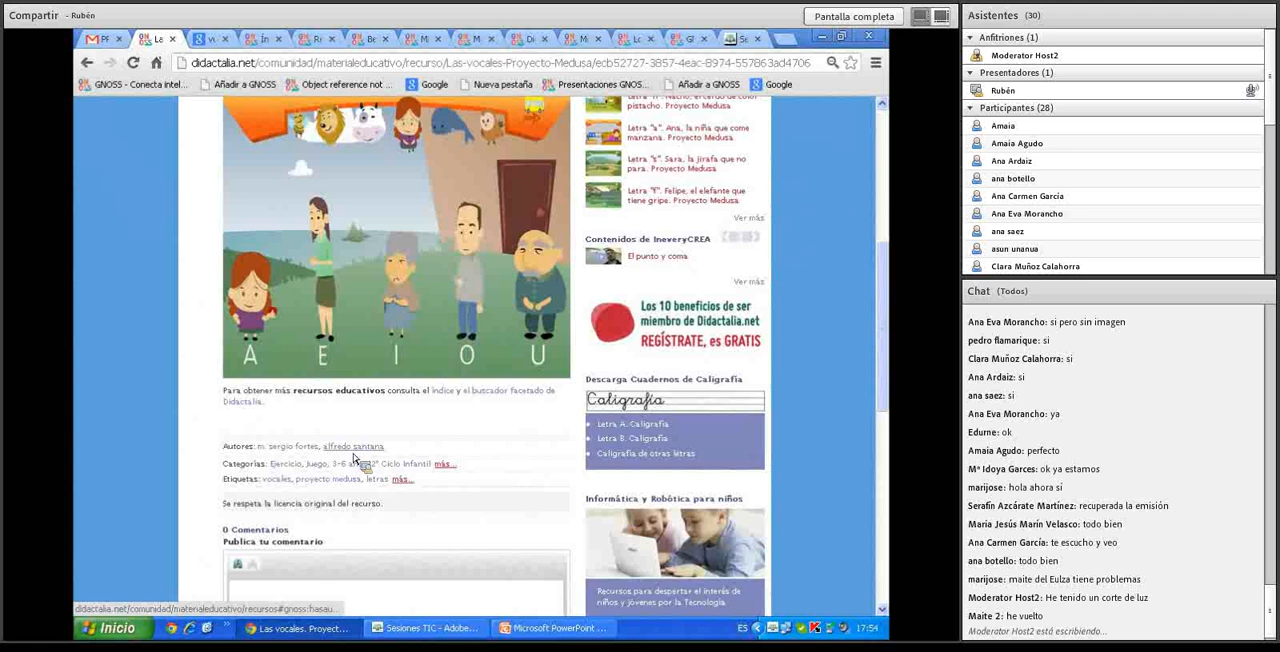 Compartir - Rubén
Pantalla completa
didactalia.net/comunidad/materialeducativo/recurso/Las-vocales-Proyecto-Medusa/ecb52727-3857-4eac-8974-557863ad4706
GNOSS - Conecta intel...
Añadir a GNOSS
Object reference not ...
Google
Nueva pestaña
Presentaciones GNOS...
Añadir a GNOSS
Google
pistacho. Proyecto Medusa
Letra "a". Ana, la niña que come
manzana. Proyecto Medusa
Letra "s". Sara, la jirafa que no
para. Proyecto Medusa
Letra "f". Felipe, el elefante que
tiene gripe. Proyecto Medusa
Ver más
Contenidos de IneveryCREA
El punto y coma
Ver más
A E I O U
Los 10 beneficios de ser
miembro de Didactalia.net
REGÍSTRATE, es GRATIS
Para obtener más recursos educativos consulta el índice y el buscador facetado de
Didactalia.
Descarga Cuadernos de Caligrafía
Caligrafía
Letra A. Caligrafía
Letra B. Caligrafía
Caligrafía de otras letras
Autores: m. sergio fortes, alfredo santana
Categorías: Ejercicio, Juego, 3-6 2º Ciclo Infantil más...
Etiquetas: vocales, proyecto medusa, letras más...
Se respeta la licencia original del recurso.
0 Comentarios
Publica tu comentario
Informática y Robótica para niños
Recursos para despertar el interés de
niños y jóvenes por la Tecnología
didactalia.net/comunidad/materialeducativo/recursos#gnoss:hasau...
Inicio
Las vocales. Proyect...
Sesiones TIC - Adobe...
Microsoft PowerPoint ...
ES
17:54
Asistentes (30)
Anfitriones (1)
Moderator Host2
Presentadores (1)
Rubén
Participantes (28)
Amaia
Amaia Agudo
Ana Ardaiz
ana botello
Ana Carmen García
Ana Eva Morancho
ana saez
asun unanua
Clara Muñoz Calahorra
Chat (Todos)
Ana Eva Morancho: si pero sin imagen
pedro flamarique: si
Clara Muñoz Calahorra: si
Ana Ardaiz: si
ana saez: si
Ana Eva Morancho: ya
Edurne: ok
Amaia Agudo: perfecto
Mª Idoya Garces: ok ya estamos
marijose: hola ahora sí
Serafin Azcárate Martínez: recuperada la emisión
Maria Jesús Marín Velasco: todo bien
Ana Carmen García: te escucho y veo
ana botello: todo bien
marijose: maite del Eulza tiene problemas
Moderator Host2: He tenido un corte de luz
Maite 2: he vuelto
Moderator Host2 está escribiendo...